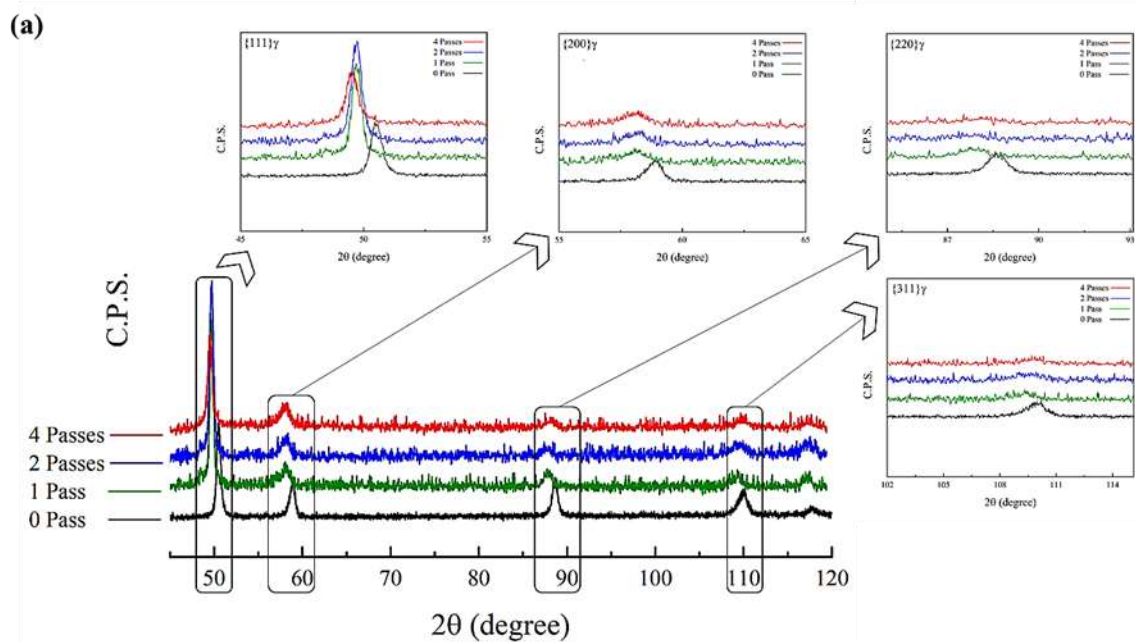 (a)
{111}γ
4 Passes
2 Passes
1 Pass
0 Pass
C.P.S.
45
50
55
2θ (degree)
{200}γ
4 Passes
2 Passes
1 Pass
0 Pass
C.P.S.
55
60
65
2θ (degree)
{220}γ
4 Passes
2 Passes
1 Pass
0 Pass
C.P.S.
87
90
93
2θ (degree)
{311}γ
4 Passes
2 Passes
1 Pass
0 Pass
C.P.S.
102
105
108
111
114
2θ (degree)
C.P.S.
4 Passes
2 Passes
1 Pass
0 Pass
50
60
70
80
90
100
110
120
2θ (degree)